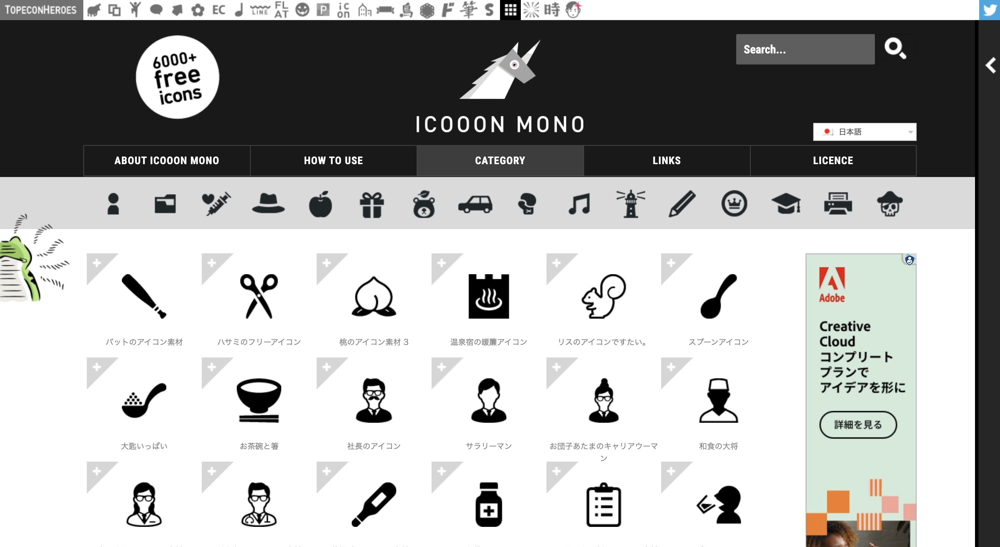 TOPECONHEROES
EC
LINE
FL
AT
P
ic
on
鳥
ド
筆
S
時
6000+
free
icons
ICOOON MONO
Search...
日本語
ABOUT ICOOON MONO
HOW TO USE
CATEGORY
LINKS
LICENCE
バットのアイコン素材
ハサミのフリーアイコン
桃のアイコン素材 3
温泉宿の暖簾アイコン
リスのアイコンですたい。
スプーンアイコン
大匙いっぱい
お茶碗と箸
社長のアイコン
サラリーマン
お団子あたまのキャリアウーマ
ン
和食の大将
Adobe
Creative
Cloud
コンプリート
プランで
アイデアを形に
詳細を見る